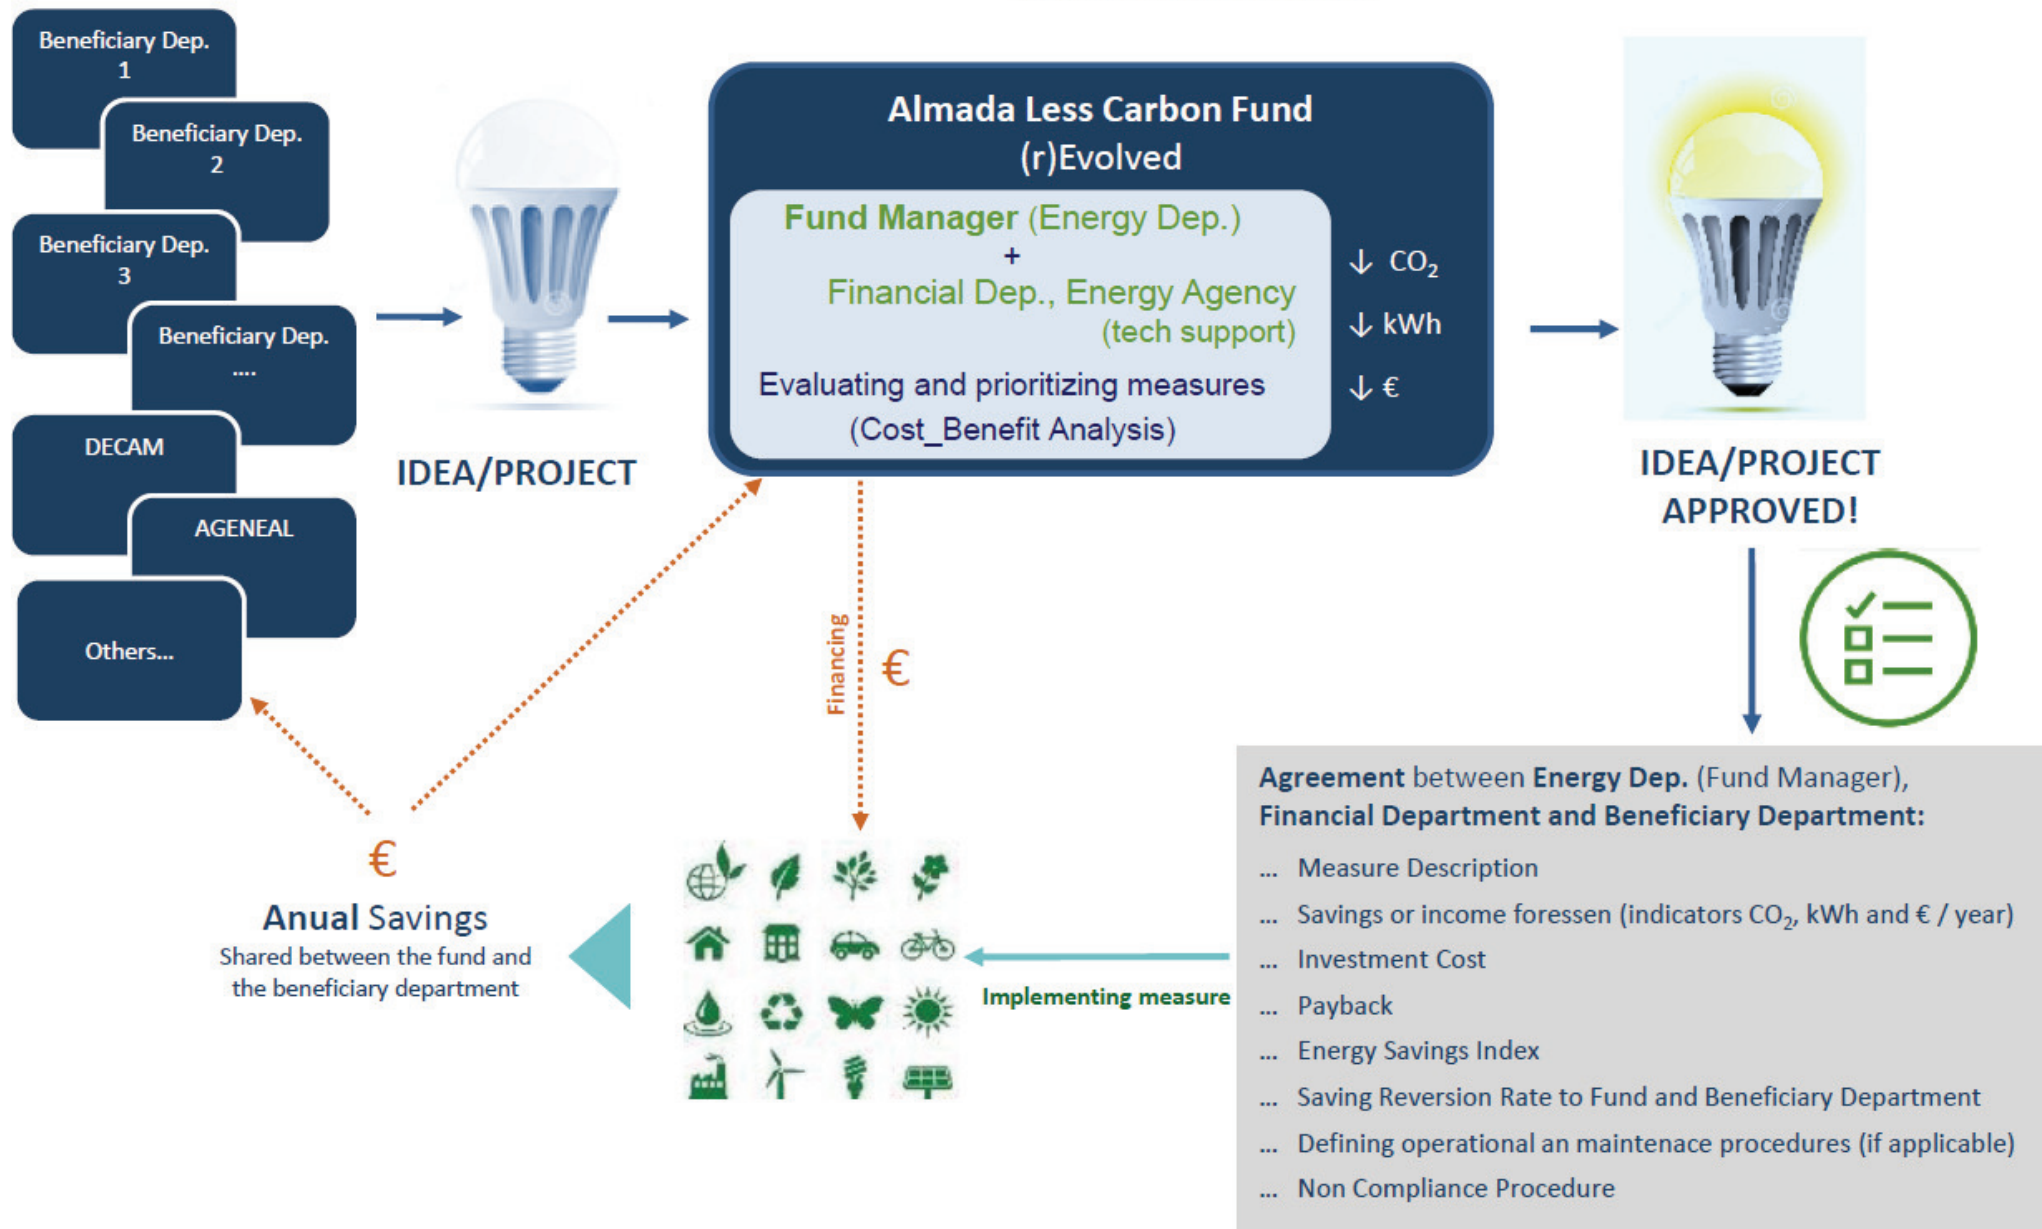 Beneficiary Dep.
1
Beneficiary Dep.
2
Beneficiary Dep.
3
Beneficiary Dep.
....
DECAM
AGENEAL
Others...
IDEA/PROJECT
Almada Less Carbon Fund
(r)Evolved
Fund Manager (Energy Dep.)
+
Financial Dep., Energy Agency
(tech support)
Evaluating and prioritizing measures
(Cost_Benefit Analysis)
↓ CO₂
↓ kWh
↓ €
IDEA/PROJECT
APPROVED!
Financing
€
€
Anual Savings
Shared between the fund and
the beneficiary department
Implementing measure
Agreement between Energy Dep. (Fund Manager),
Financial Department and Beneficiary Department:
... Measure Description
... Savings or income foressen (indicators CO₂, kWh and € / year)
... Investment Cost
... Payback
... Energy Savings Index
... Saving Reversion Rate to Fund and Beneficiary Department
... Defining operational an maintenace procedures (if applicable)
... Non Compliance Procedure